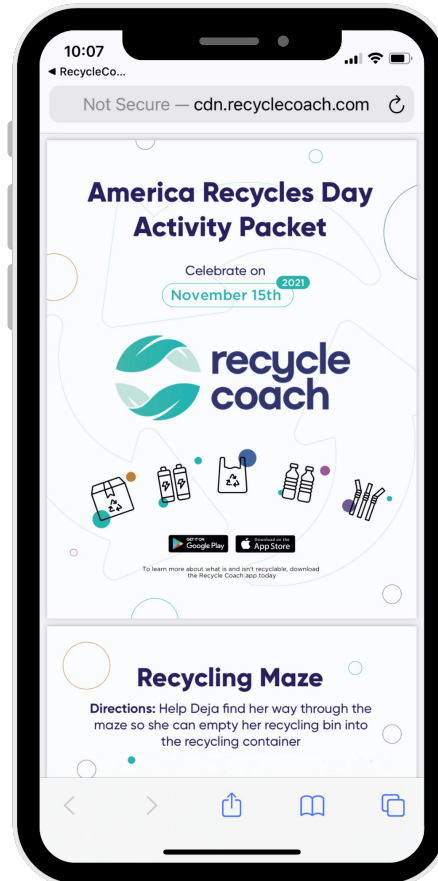 10:07
◀ RecycleCo...
Not Secure — cdn.recyclecoach.com
America Recycles Day
Activity Packet
Celebrate on
2021
November 15th
recycle
coach
GET IT ON
Google Play
Download on the
App Store
To learn more about what is and isn't recyclable, download
the Recycle Coach app today
Recycling Maze
Directions: Help Deja find her way through the
maze so she can empty her recycling bin into
the recycling container